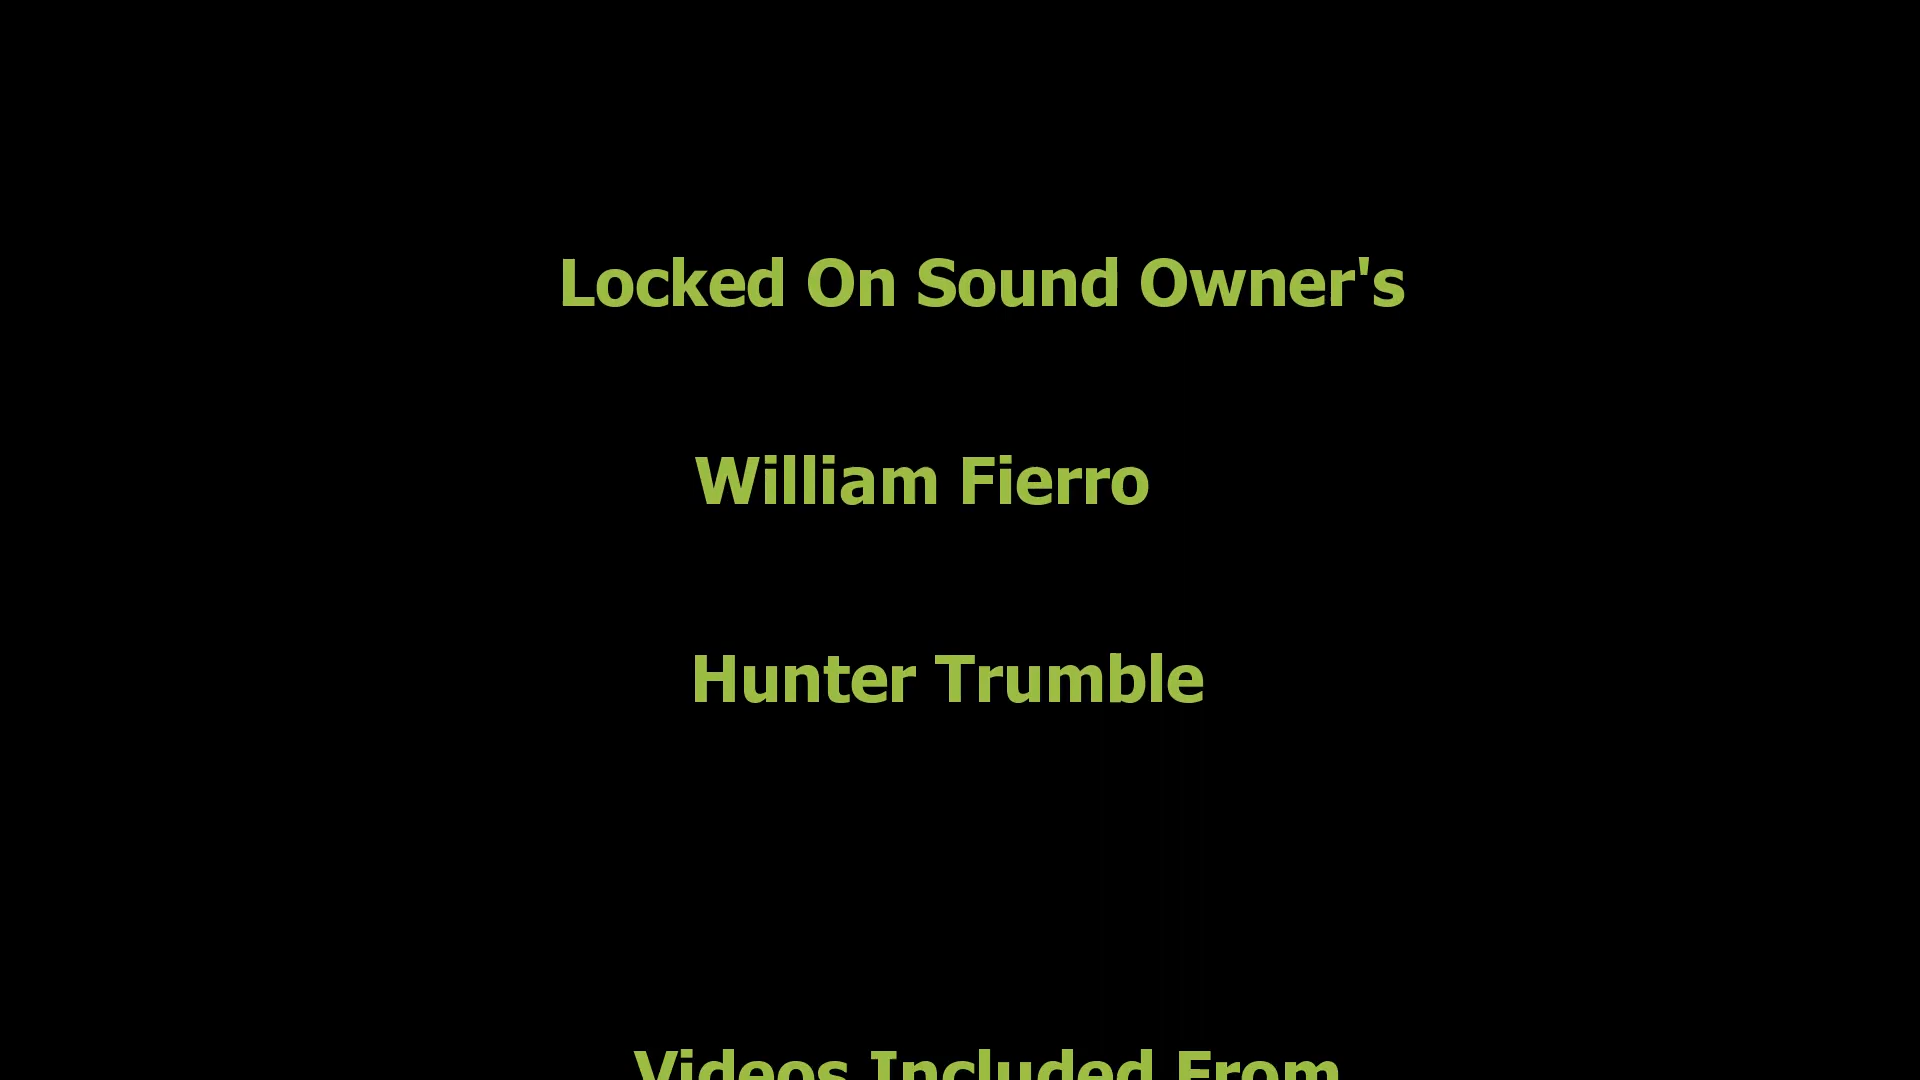 Locked On Sound Owner's
William Fierro
Hunter Trumble
Videos Included From